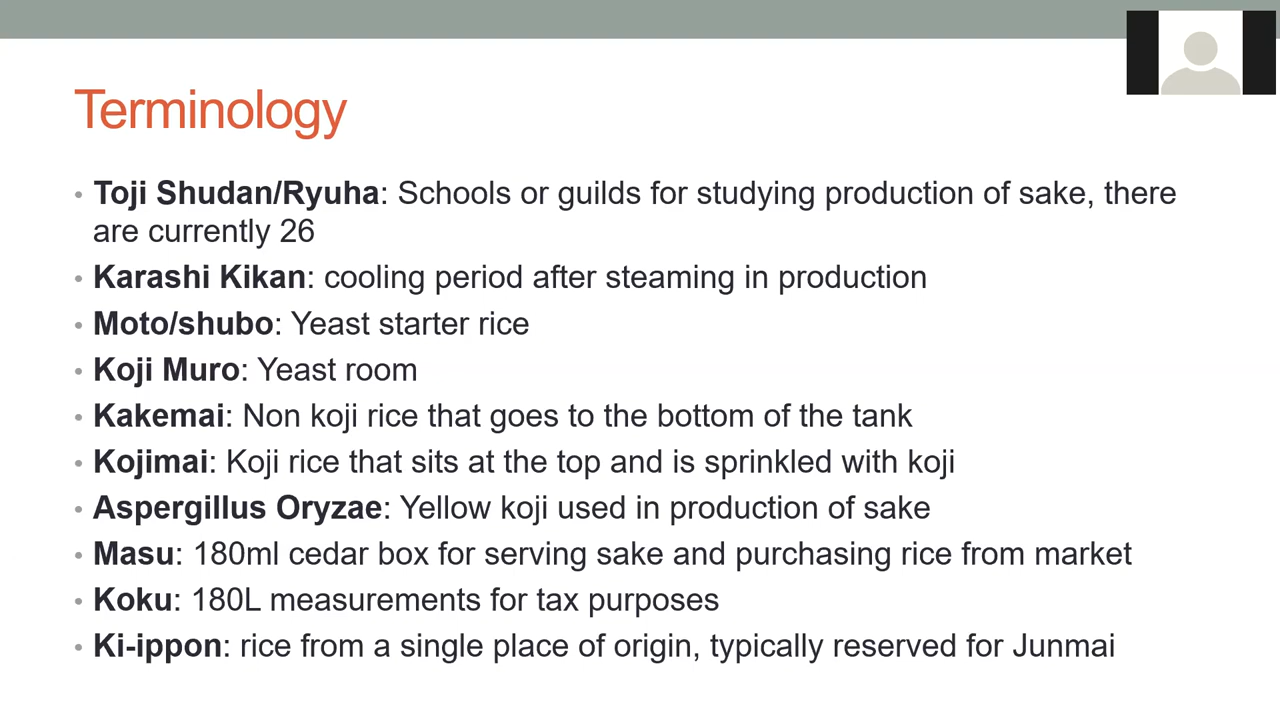 Terminology
• Toji Shudan/Ryuha: Schools or guilds for studying production of sake, there
are currently 26
• Karashi Kikan: cooling period after steaming in production
• Moto/shubo: Yeast starter rice
• Koji Muro: Yeast room
• Kakemai: Non koji rice that goes to the bottom of the tank
• Kojimai: Koji rice that sits at the top and is sprinkled with koji
• Aspergillus Oryzae: Yellow koji used in production of sake
• Masu: 180ml cedar box for serving sake and purchasing rice from market
• Koku: 180L measurements for tax purposes
• Ki-ippon: rice from a single place of origin, typically reserved for Junmai